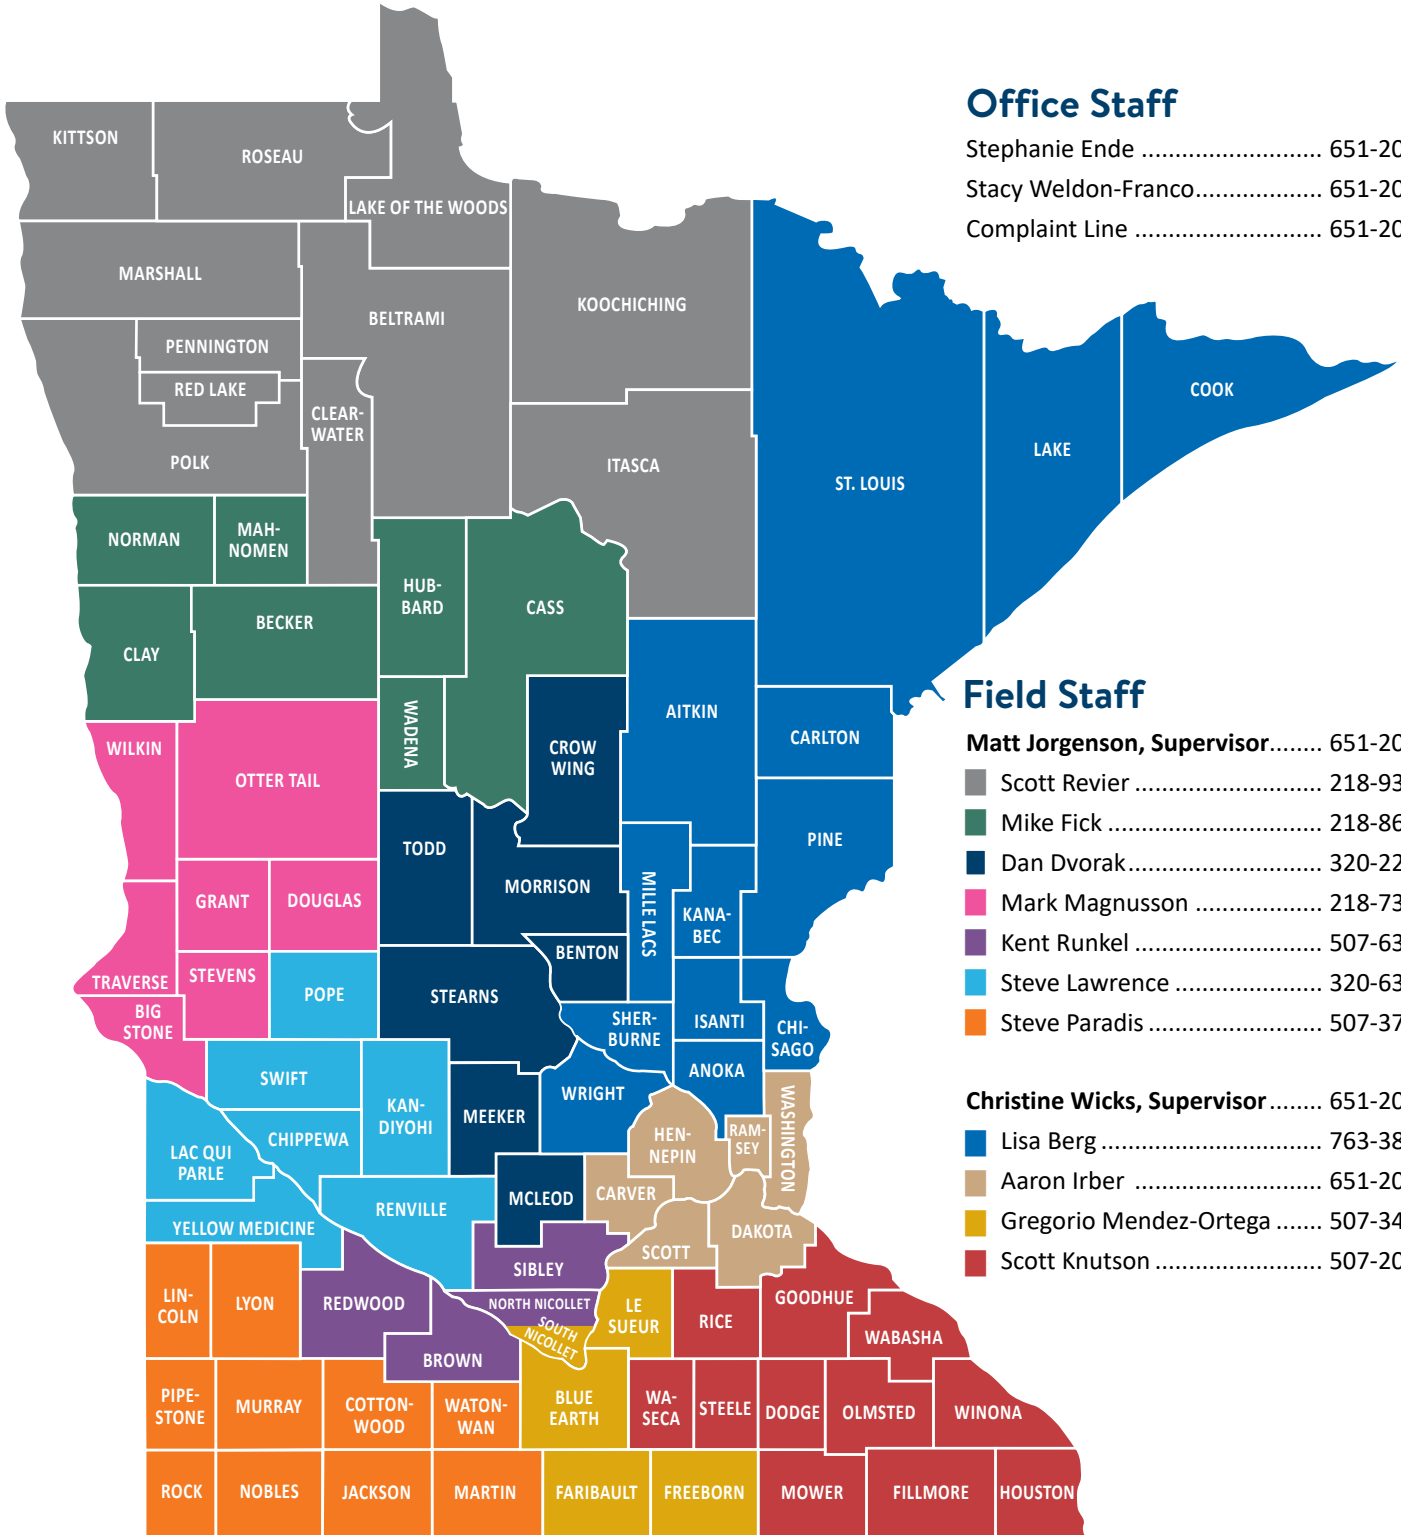 Office Staff
Stephanie Ende ........................... 651-20
Stacy Weldon-Franco................... 651-20
Complaint Line ............................ 651-20
KITTSON
ROSEAU
LAKE OF THE WOODS
MARSHALL
KOOCHICHING
BELTRAMI
PENNINGTON
RED LAKE
CLEAR-
WATER
COOK
LAKE
POLK
ITASCA
ST. LOUIS
NORMAN
MAH-
NOMEN
HUB-
BARD
CASS
BECKER
CLAY
AITKIN
WADENA
CARLTON
WILKIN
CROW
WING
OTTER TAIL
PINE
TODD
MORRISON
MILLE LACS
GRANT
DOUGLAS
KANA-
BEC
BENTON
TRAVERSE
STEVENS
POPE
STEARNS
BIG
STONE
SHER-
BURNE
ISANTI
CHI-
SAGO
SWIFT
ANOKA
WRIGHT
KAN-
DIYOHI
MEEKER
WASHINGTON
CHIPPEWA
HEN-
NEPIN
RAM-
SEY
LAC QUI
PARLE
MCLEOD
CARVER
RENVILLE
YELLOW MEDICINE
DAKOTA
SCOTT
SIBLEY
LIN-
COLN
LYON
REDWOOD
NORTH NICOLLET
SOUTH
NICOLLET
LE
SUEUR
RICE
GOODHUE
WABASHA
BROWN
PIPE-
STONE
MURRAY
COTTON-
WOOD
WATON-
WAN
BLUE
EARTH
WA-
SECA
STEELE
DODGE
OLMSTED
WINONA
ROCK
NOBLES
JACKSON
MARTIN
FARIBAULT
FREEBORN
MOWER
FILLMORE
HOUSTON
Field Staff
Matt Jorgenson, Supervisor....... 651-20
Scott Revier ............................ 218-93
Mike Fick ................................ 218-86
Dan Dvorak............................. 320-22
Mark Magnusson .................... 218-73
Kent Runkel ............................ 507-63
Steve Lawrence ...................... 320-63
Steve Paradis .......................... 507-37
Christine Wicks, Supervisor....... 651-20
Lisa Berg ................................. 763-38
Aaron Irber ............................ 651-20
Gregorio Mendez-Ortega ....... 507-34
Scott Knutson ......................... 507-20